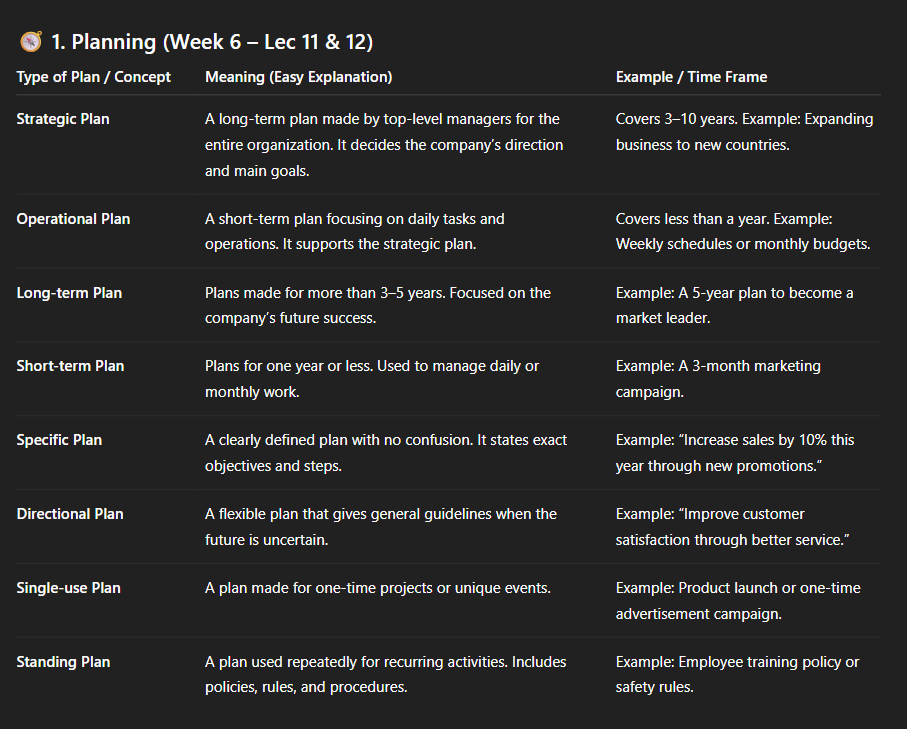 🧭 1. Planning (Week 6 – Lec 11 & 12)
Type of Plan / Concept Meaning (Easy Explanation) Example / Time Frame
Strategic Plan A long-term plan made by top-level managers for the Covers 3–10 years. Example: Expanding
entire organization. It decides the company’s direction business to new countries.
and main goals.
Operational Plan A short-term plan focusing on daily tasks and Covers less than a year. Example:
operations. It supports the strategic plan. Weekly schedules or monthly budgets.
Long-term Plan Plans made for more than 3–5 years. Focused on the Example: A 5-year plan to become a
company’s future success. market leader.
Short-term Plan Plans for one year or less. Used to manage daily or Example: A 3-month marketing
monthly work. campaign.
Specific Plan A clearly defined plan with no confusion. It states exact Example: “Increase sales by 10% this
objectives and steps. year through new promotions.”
Directional Plan A flexible plan that gives general guidelines when the Example: “Improve customer
future is uncertain. satisfaction through better service.”
Single-use Plan A plan made for one-time projects or unique events. Example: Product launch or one-time
advertisement campaign.
Standing Plan A plan used repeatedly for recurring activities. Includes Example: Employee training policy or
policies, rules, and procedures. safety rules.